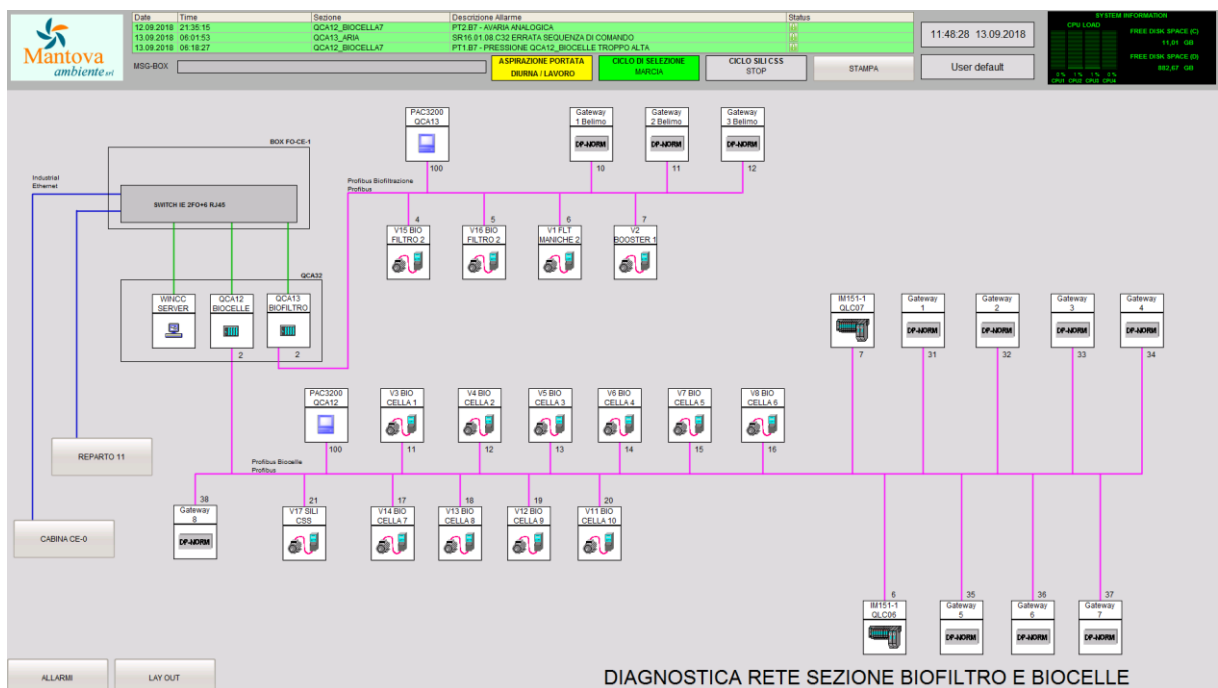 Mantova
ambiente srl
Date Time Sezione Descrizione Allarme Status
12.09.2018 21:35:15 QCA12_BIOCELLA7 PT2.B7 - AVARIA ANALOGICA
13.09.2018 06:01:53 QCA13_ARIA SR16.01.08.C32 ERRATA SEQUENZA DI COMANDO
13.09.2018 06:18:27 QCA12_BIOCELLA7 PT1.B7 - PRESSIONE QCA12_BIOCELLE TROPPO ALTA
MSG-BOX
ASPIRAZIONE PORTATA
DIURNA / LAVORO
CICLO DI SELEZIONE
MARCIA
CICLO SILI CSS
STOP
STAMPA
11:48:28 13.09.2018
User default
SYSTEM INFORMATION
CPU LOAD
FREE DISK SPACE (C)
11,01 GB
FREE DISK SPACE (D)
882,67 GB
0 % 1 % 1 % 0 %
CPU1 CPU2 CPU3 CPU4
PAC3200
QCA13
100
Gateway
1 Belimo
DP-NORM
10
Gateway
2 Belimo
DP-NORM
11
Gateway
3 Belimo
DP-NORM
12
BOX FO-CE-1
Industrial
Ethernet
SWITCH IE 2FO+6 RJ45
Profibus Biofiltrazione
Profibus
4
V15 BIO
FILTRO 2
5
V16 BIO
FILTRO 2
6
V1 FLT
MANICHE 2
7
V2
BOOSTER 1
QCA32
WINCC
SERVER
QCA12
BIOCELLE
2
QCA13
BIOFILTRO
2
IM151-1
QLC07
7
Gateway
1
DP-NORM
31
Gateway
2
DP-NORM
32
Gateway
3
DP-NORM
33
Gateway
4
DP-NORM
34
PAC3200
QCA12
100
V3 BIO
CELLA 1
11
V4 BIO
CELLA 2
12
V5 BIO
CELLA 3
13
V6 BIO
CELLA 4
14
V7 BIO
CELLA 5
15
V8 BIO
CELLA 6
16
REPARTO 11
Profibus Biocelle
Profibus
38
Gateway
8
DP-NORM
21
V17 SILI
CSS
17
V14 BIO
CELLA 7
18
V13 BIO
CELLA 8
19
V12 BIO
CELLA 9
20
V11 BIO
CELLA 10
CABINA CE-0
6
IM151-1
QLC06
35
Gateway
5
DP-NORM
36
Gateway
6
DP-NORM
37
Gateway
7
DP-NORM
ALLARMI
LAY OUT
DIAGNOSTICA RETE SEZIONE BIOFILTRO E BIOCELLE